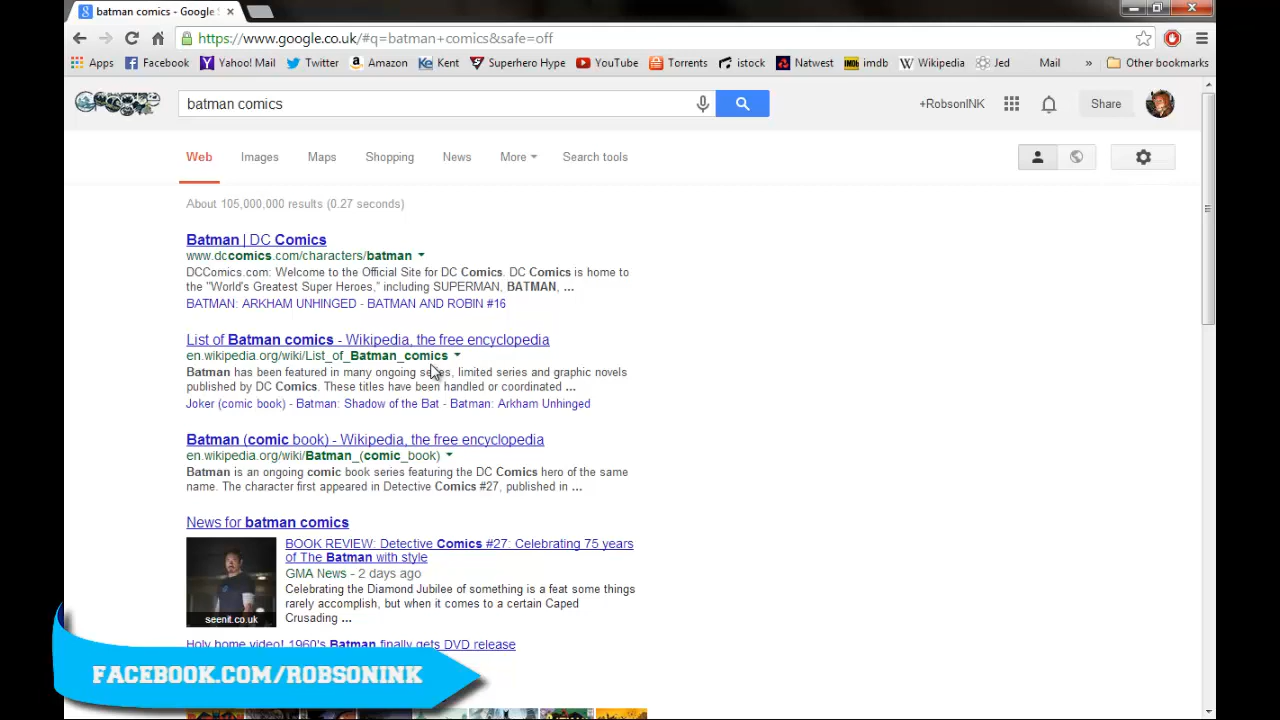 batman comics - Google S
https://www.google.co.uk/#q=batman+comics&safe=off
Apps Facebook Yahoo! Mail Twitter Amazon Kent Superhero Hype YouTube Torrents istock Natwest imdb Wikipedia Jed Mail » Other bookmarks
batman comics
+RobsonINK Share
Web Images Maps Shopping News More Search tools
About 105,000,000 results (0.27 seconds)
Batman | DC Comics
www.dccomics.com/characters/batman
DCComics.com: Welcome to the Official Site for DC Comics. DC Comics is home to
the "World's Greatest Super Heroes," including SUPERMAN, BATMAN, ...
BATMAN: ARKHAM UNHINGED - BATMAN AND ROBIN #16
List of Batman comics - Wikipedia, the free encyclopedia
en.wikipedia.org/wiki/List_of_Batman_comics
Batman has been featured in many ongoing series, limited series and graphic novels
published by DC Comics. These titles have been handled or coordinated ...
Joker (comic book) - Batman: Shadow of the Bat - Batman: Arkham Unhinged
Batman (comic book) - Wikipedia, the free encyclopedia
en.wikipedia.org/wiki/Batman_(comic_book)
Batman is an ongoing comic book series featuring the DC Comics hero of the same
name. The character first appeared in Detective Comics #27, published in ...
News for batman comics
BOOK REVIEW: Detective Comics #27: Celebrating 75 years
of The Batman with style
GMA News - 2 days ago
Celebrating the Diamond Jubilee of something is a feat some things
rarely accomplish, but when it comes to a certain Caped
Crusading ...
seenit.co.uk
Holy home video! 1960's Batman finally gets DVD release
FACEBOOK.COM/ROBSONINK